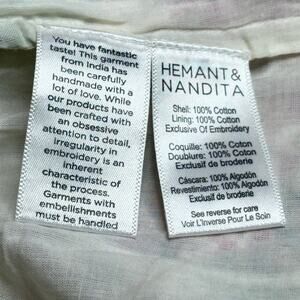 You have fantastic
taste! This garment
from India has been
carefully
handmade with a
lot of love. While
our products have
been crafted with
an obsessive
attention to detail,
irregularity in
embroidery is an
inherent
characteristic of
the process.
Garments with
embellishments
must be handled
HEMANT &
NANDITA
Shell: 100% Cotton
Lining: 100% Cotton
Exclusive Of Embroidery
Coquille: 100% Coton
Doublure: 100% Coton
Exclusif de broderie
Cáscara: 100% Algodón
Revestimiento: 100% Algodón
Exclusif de broderie
See reverse for care
Voir L'inverse Pour Le Soin